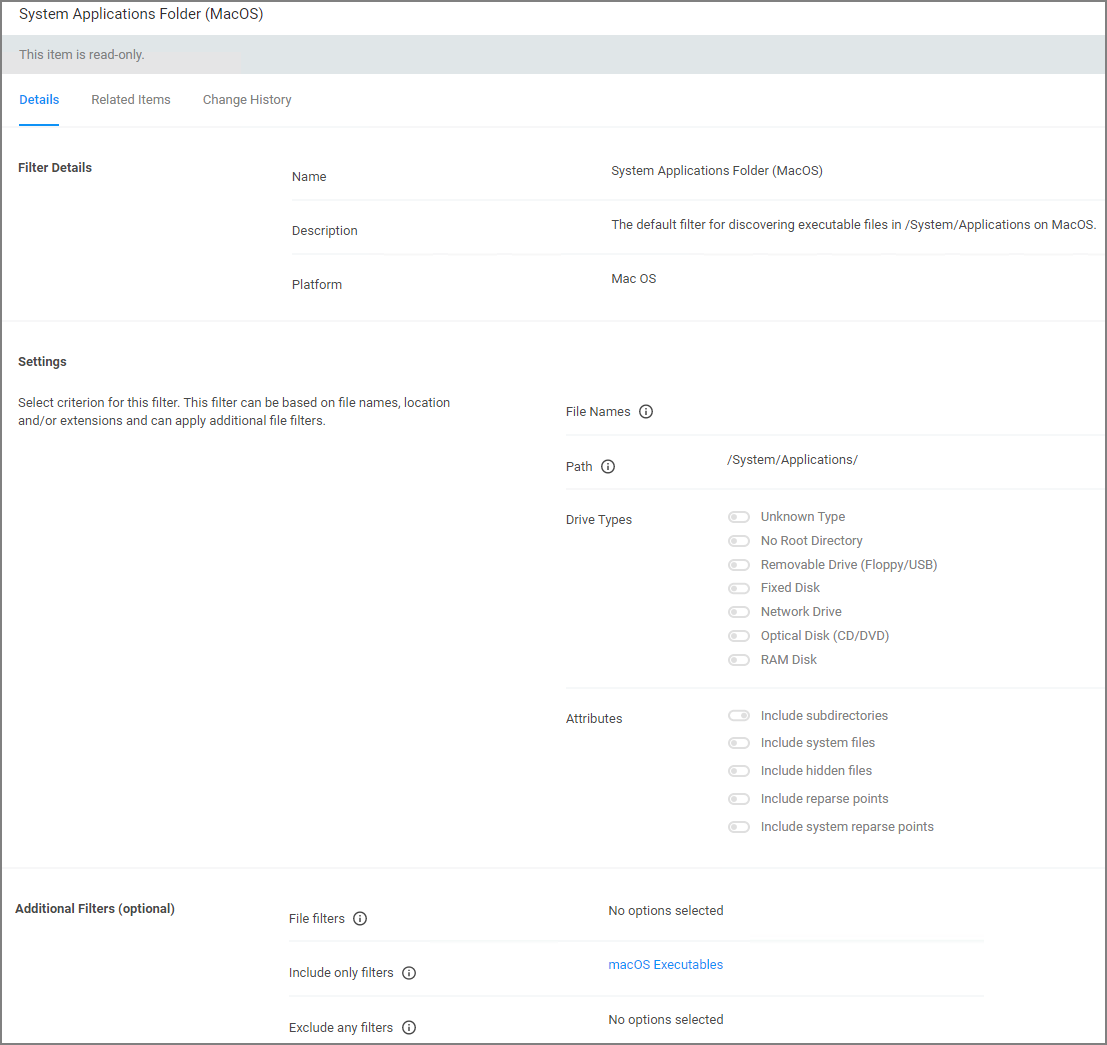 System Applications Folder (MacOS)
This item is read-only.
Details Related Items Change History
Filter Details
Name System Applications Folder (MacOS)
Description The default filter for discovering executable files in /System/Applications on MacOS.
Platform Mac OS
Settings
Select criterion for this filter. This filter can be based on file names, location
and/or extensions and can apply additional file filters.
File Names
Path /System/Applications/
Drive Types Unknown Type
No Root Directory
Removable Drive (Floppy/USB)
Fixed Disk
Network Drive
Optical Disk (CD/DVD)
RAM Disk
Attributes Include subdirectories
Include system files
Include hidden files
Include reparse points
Include system reparse points
Additional Filters (optional)
File filters No options selected
Include only filters macOS Executables
Exclude any filters No options selected